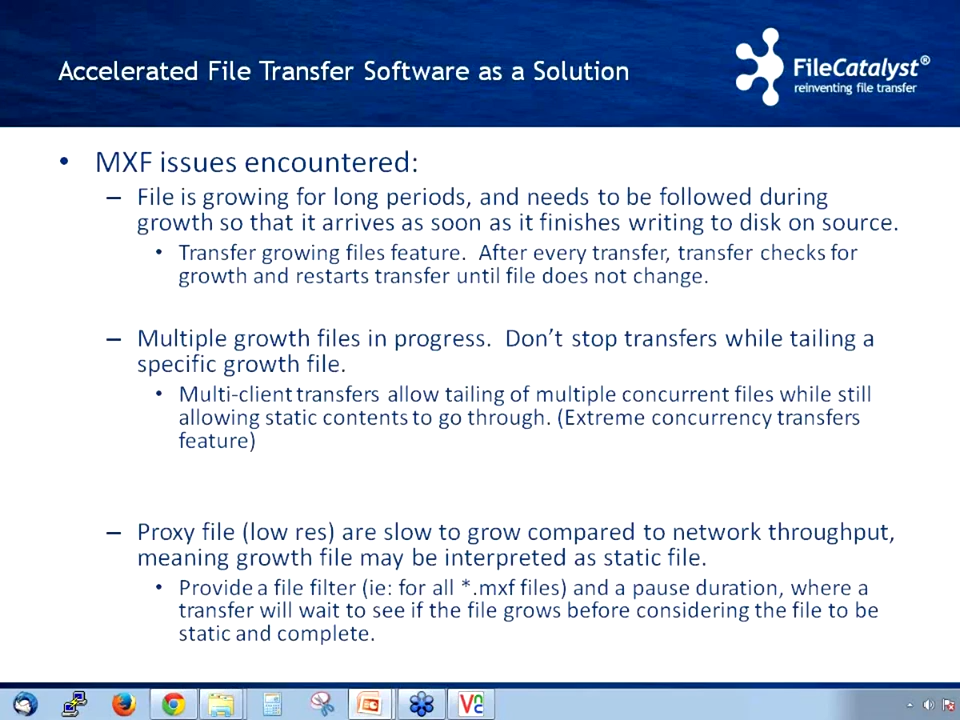 Accelerated File Transfer Software as a Solution
FileCatalyst®
reinventing file transfer
• MXF issues encountered:
– File is growing for long periods, and needs to be followed during
growth so that it arrives as soon as it finishes writing to disk on source.
• Transfer growing files feature. After every transfer, transfer checks for
growth and restarts transfer until file does not change.
– Multiple growth files in progress. Don't stop transfers while tailing a
specific growth file.
• Multi-client transfers allow tailing of multiple concurrent files while still
allowing static contents to go through. (Extreme concurrency transfers
feature)
– Proxy file (low res) are slow to grow compared to network throughput,
meaning growth file may be interpreted as static file.
• Provide a file filter (ie: for all *.mxf files) and a pause duration, where a
transfer will wait to see if the file grows before considering the file to be
static and complete.